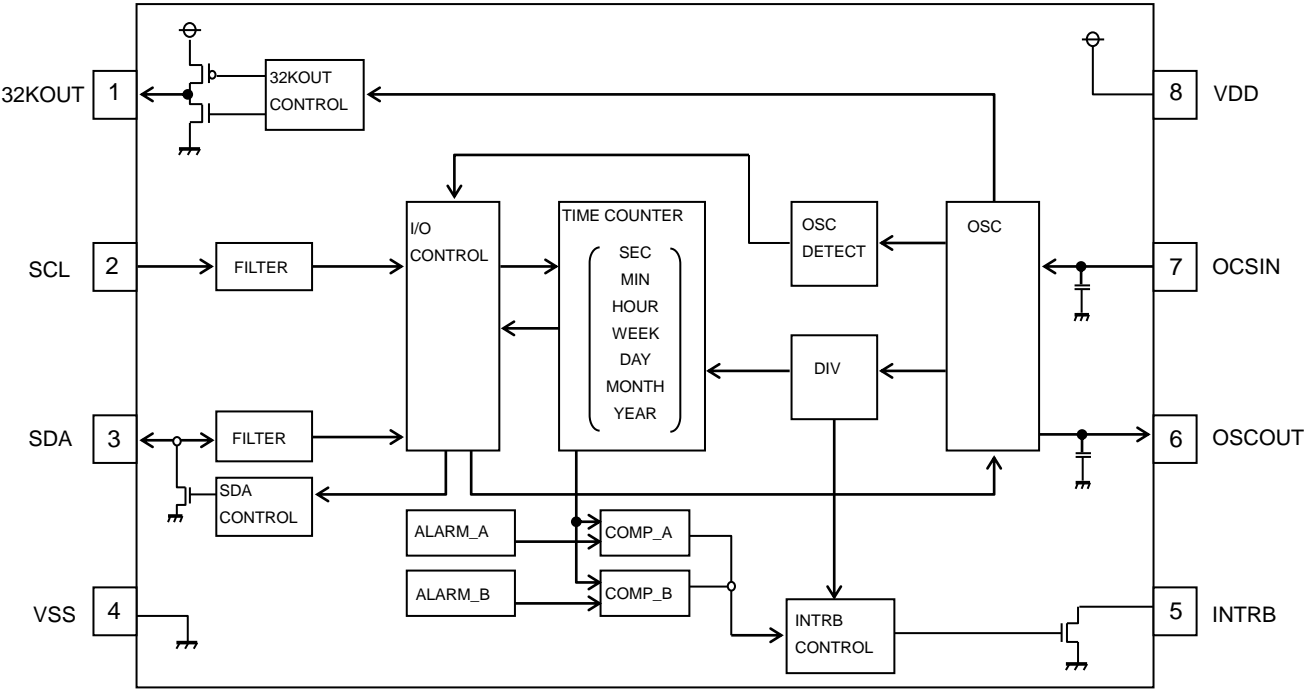 32KOUT
1
32KOUT
CONTROL
8
VDD
I/O
CONTROL
TIME COUNTER
SEC
MIN
HOUR
WEEK
DAY
MONTH
YEAR
OSC
DETECT
OSC
SCL
2
FILTER
7
OCSIN
DIV
SDA
3
FILTER
6
OSCOUT
SDA
CONTROL
ALARM_A
COMP_A
ALARM_B
COMP_B
VSS
4
INTRB
CONTROL
5
INTRB